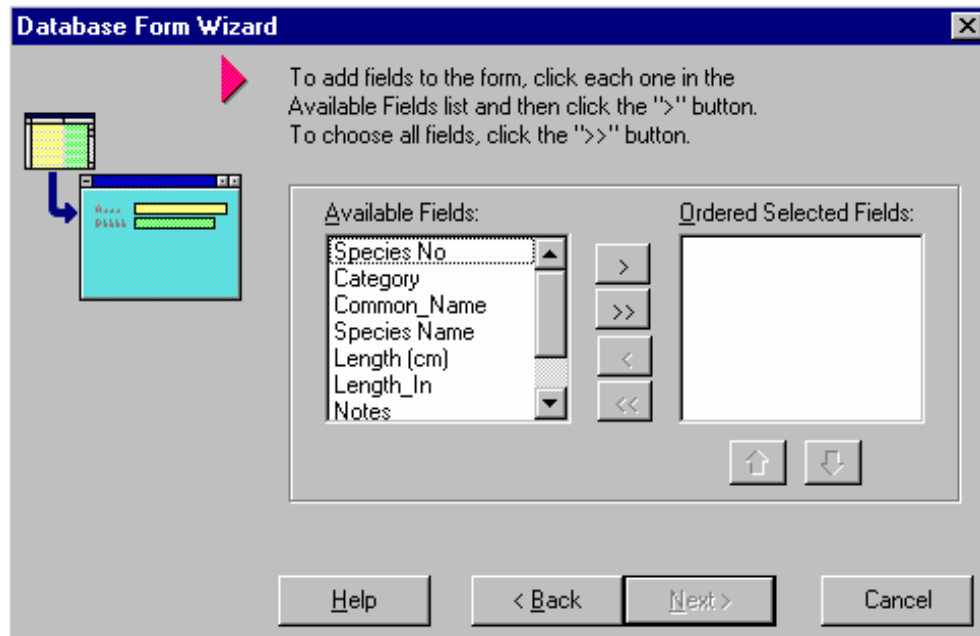 Database Form Wizard
To add fields to the form, click each one in the
Available Fields list and then click the ">" button.
To choose all fields, click the ">>" button.
Available Fields:
Ordered Selected Fields:
Species No
Category
Common_Name
Species Name
Length (cm)
Length_In
Notes
>
>>
<
<<
Help
< Back
Next >
Cancel